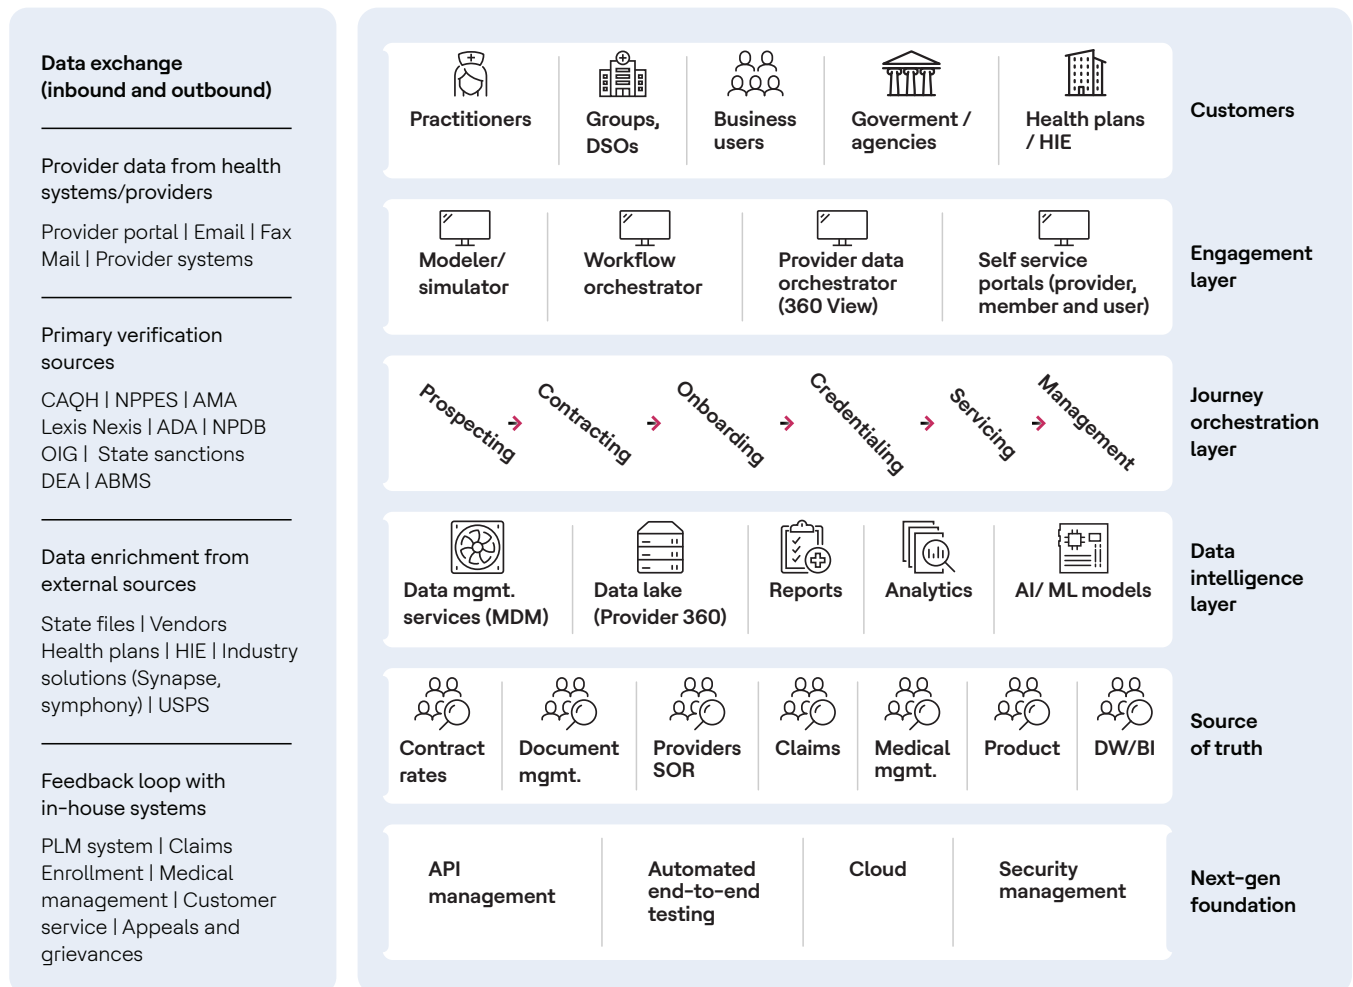 Data exchange
(inbound and outbound)
Provider data from health
systems/providers
Provider portal | Email | Fax
Mail | Provider systems
Primary verification
sources
CAQH | NPPES | AMA
Lexis Nexis | ADA | NPDB
OIG | State sanctions
DEA | ABMS
Data enrichment from
external sources
State files | Vendors
Health plans | HIE | Industry
solutions (Synapse,
symphony) | USPS
Feedback loop with
in-house systems
PLM system | Claims
Enrollment | Medical
management | Customer
service | Appeals and
grievances
Practitioners
Groups,
DSOs
Business
users
Goverment /
agencies
Health plans
/ HIE
Customers
Modeler/
simulator
Workflow
orchestrator
Provider data
orchestrator
(360 View)
Self service
portals (provider,
member and user)
Engagement
layer
Prospecting
Contracting
Onboarding
Credentialing
Servicing
Management
Journey
orchestration
layer
Data mgmt.
services (MDM)
Data lake
(Provider 360)
Reports
Analytics
AI/ ML models
Data
intelligence
layer
Contract
rates
Document
mgmt.
Providers
SOR
Claims
Medical
mgmt.
Product
DW/BI
Source
of truth
API
management
Automated
end-to-end
testing
Cloud
Security
management
Next-gen
foundation